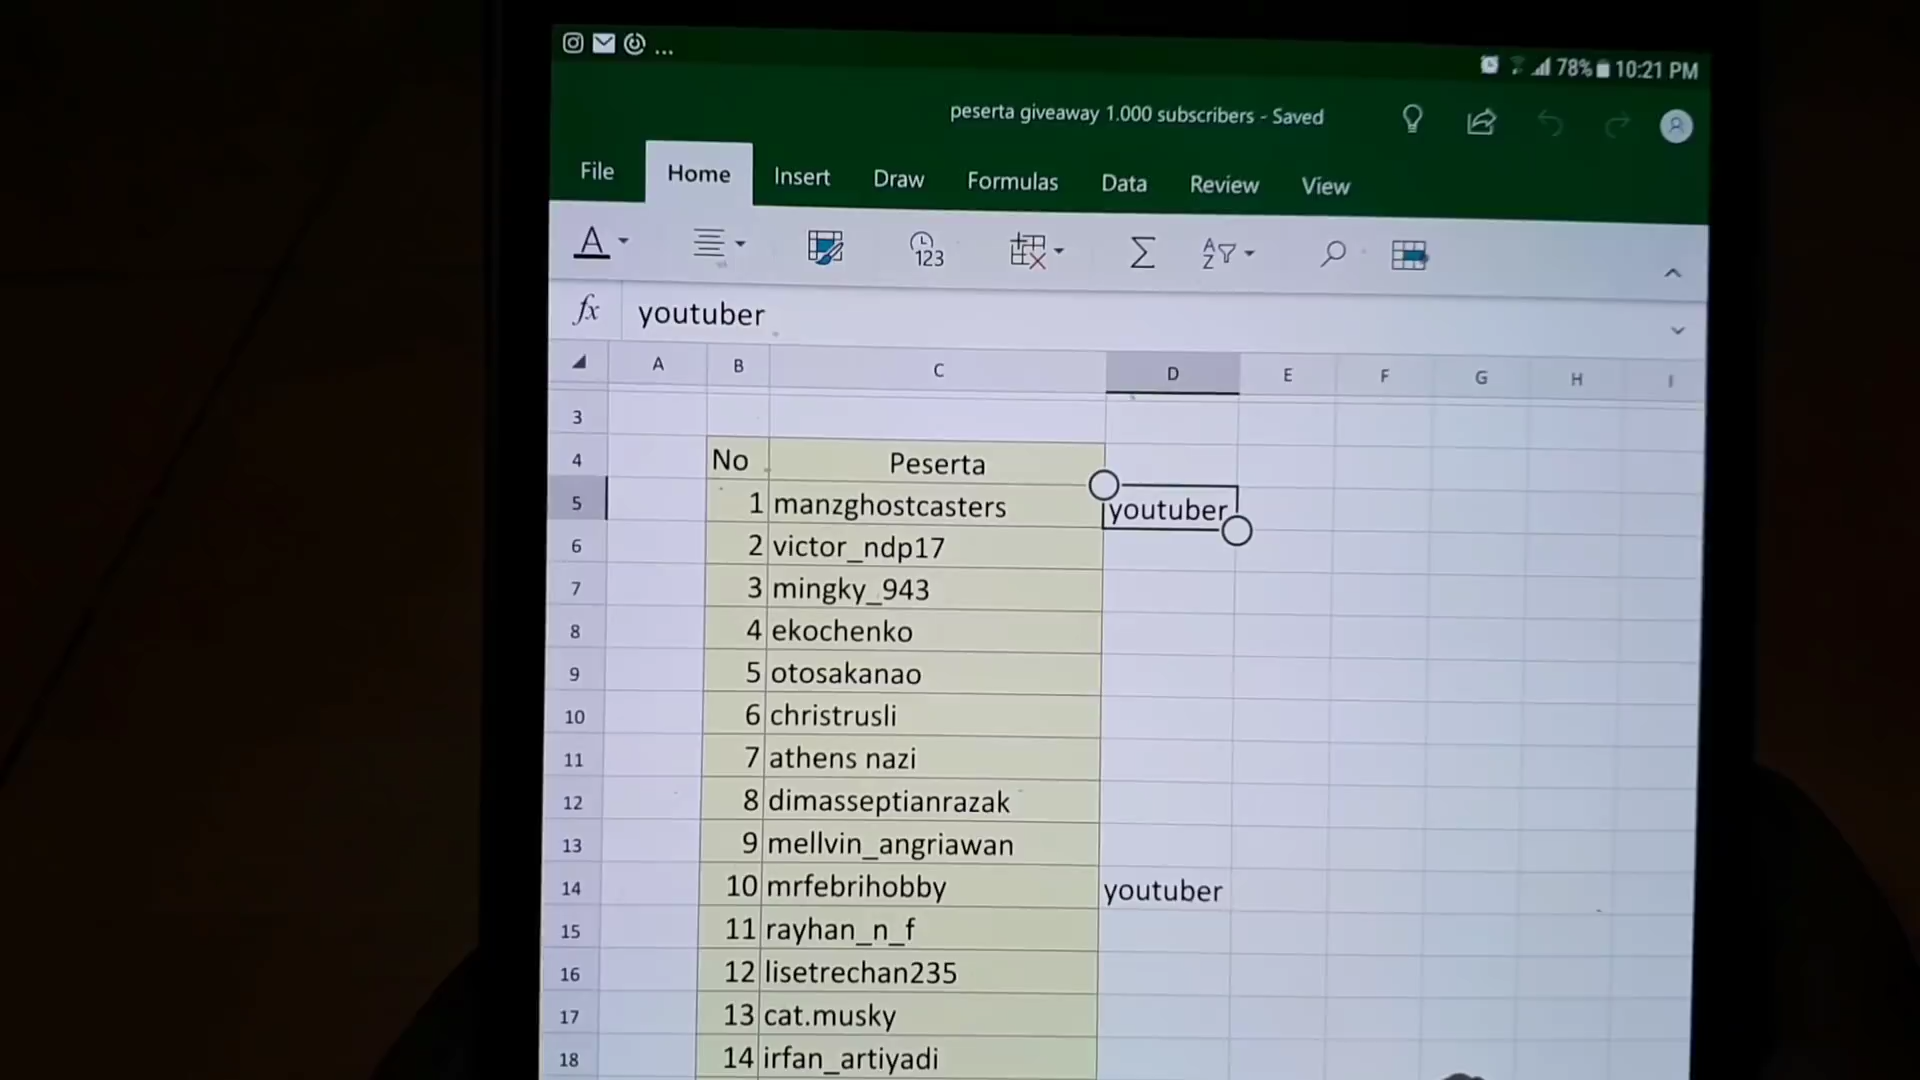 ...
78% 10:21 PM
peserta giveaway 1.000 subscribers - Saved
File Home Insert Draw Formulas Data Review View
A 123 Σ A Z
fx youtuber
A B C D E F G H I
3
4 No Peserta
5 1 manzghostcasters youtuber
6 2 victor_ndp17
7 3 mingky_943
8 4 ekochenko
9 5 otosakanao
10 6 christrusli
11 7 athens nazi
12 8 dimasseptianrazak
13 9 mellvin_angriawan
14 10 mrfebrihobby youtuber
15 11 rayhan_n_f
16 12 lisetrechan235
17 13 cat.musky
18 14 irfan_artiyadi